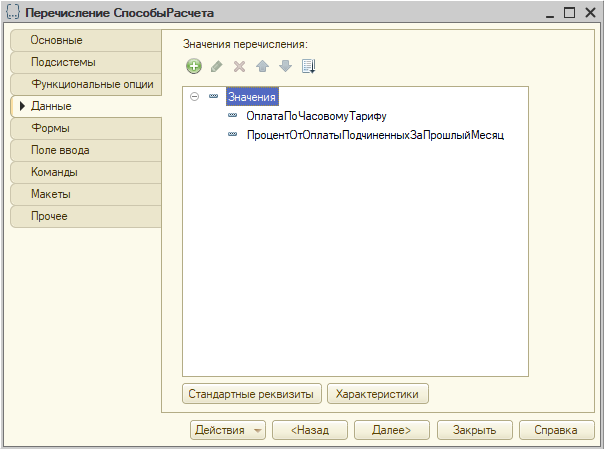 Перечисление СпособыРасчета
Основные
Подсистемы
Функциональные опции
Данные
Формы
Поле ввода
Команды
Макеты
Прочее
Значения перечисления:
Значения
ОплатаПоЧасовомуТарифу
ПроцентОтОплатыПодчиненныхЗаПрошлыйМесяц
Стандартные реквизиты
Характеристики
Действия
<Назад
Далее>
Закрыть
Справка